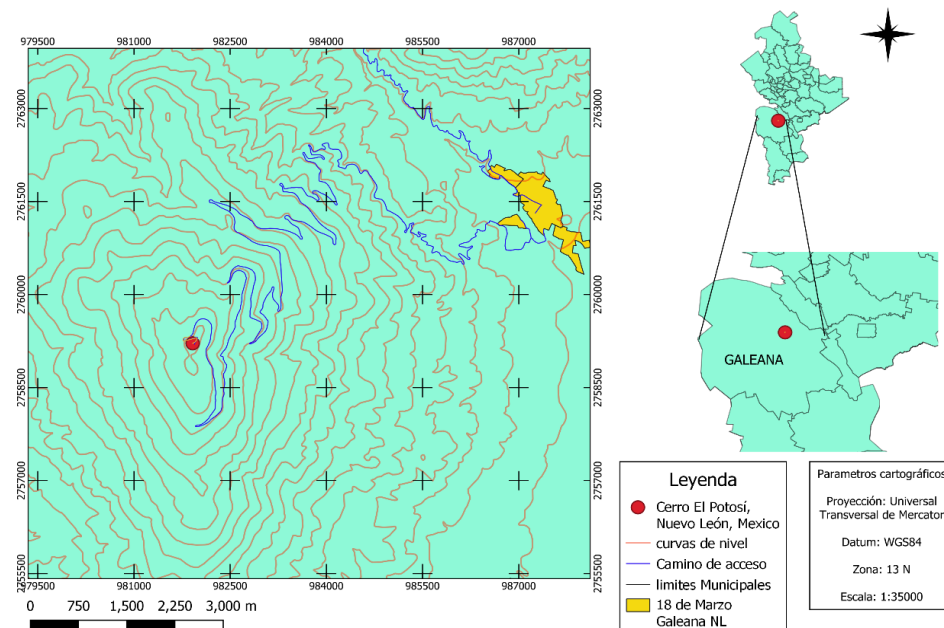 979500 981000 982500 984000 985500 987000
2763000 2763000
2761500 2761500
2760000 2760000
2758500 2758500
2757000 2757000
2755500 2755500
979500 981000 982500 984000 985500 987000
0 750 1,500 2,250 3,000 m
GALEANA
Leyenda
Cerro El Potosí,
Nuevo León, Mexico
curvas de nivel
Camino de acceso
limites Municipales
18 de Marzo
Galeana NL
Parametros cartográficos
Proyección: Universal
Transversal de Mercator
Datum: WGS84
Zona: 13 N
Escala: 1:35000